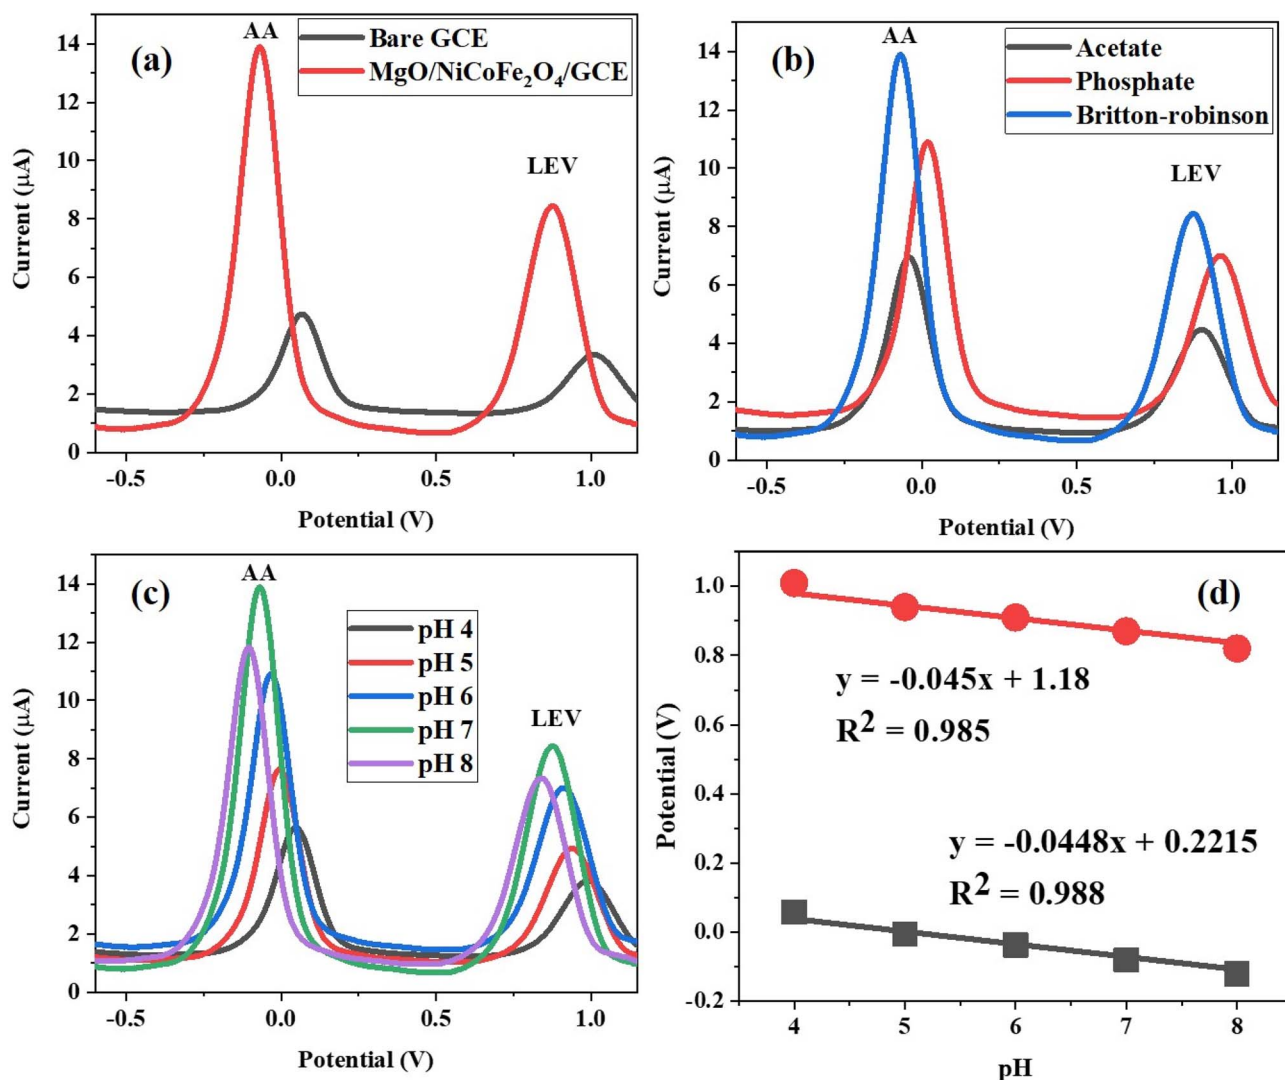 (a)
AA
LEV
Bare GCE
MgO/NiCoFe₂O₄/GCE
14
12
10
8
6
4
2
0
Current (μA)
-0.5
0.0
0.5
1.0
Potential (V)
(b)
AA
LEV
Acetate
Phosphate
Britton-robinson
14
12
10
8
6
4
2
0
Current (μA)
-0.5
0.0
0.5
1.0
Potential (V)
(c)
AA
LEV
pH 4
pH 5
pH 6
pH 7
pH 8
14
12
10
8
6
4
2
0
Current (μA)
-0.5
0.0
0.5
1.0
Potential (V)
(d)
1.0
0.8
0.6
0.4
0.2
0.0
-0.2
Potential (V)
y = -0.045x + 1.18
R² = 0.985
y = -0.0448x + 0.2215
R² = 0.988
4
5
6
7
8
pH